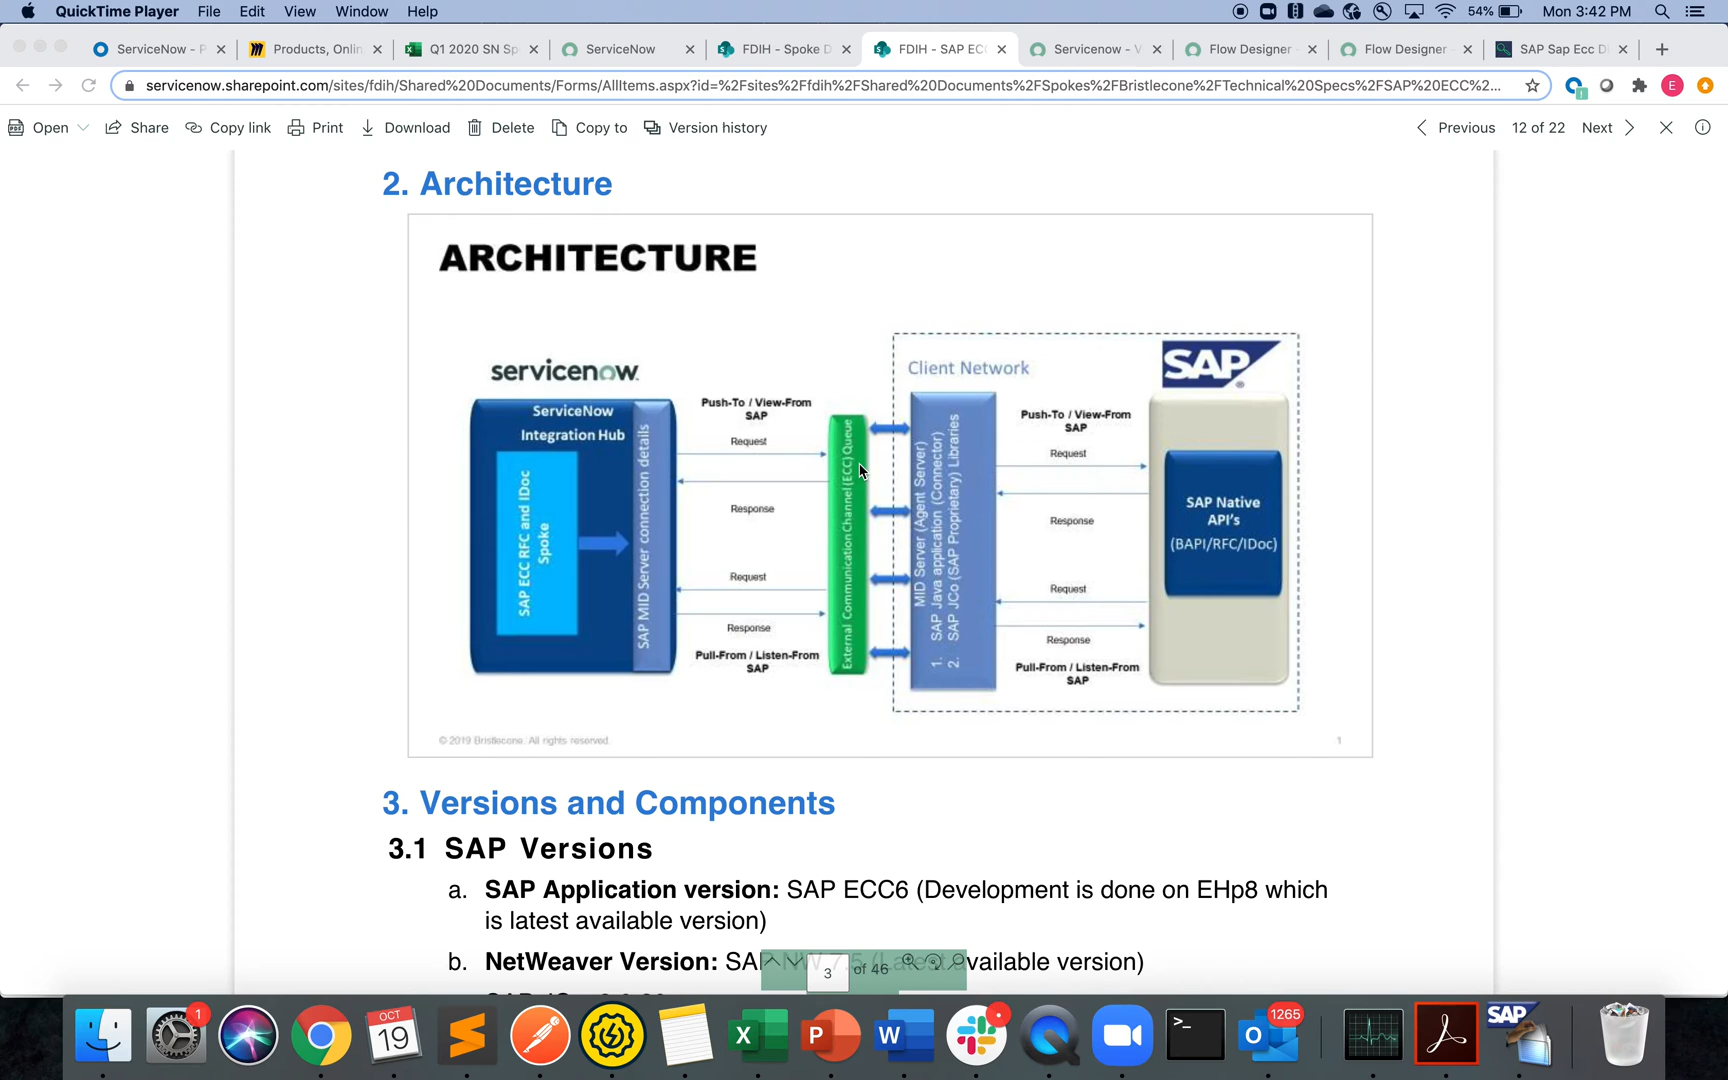 QuickTime Player File Edit View Window Help 54% Mon 3:42 PM
ServiceNow - P Products, Onlin Q1 2020 SN Sp ServiceNow FDIH - Spoke D FDIH - SAP EC Servicenow - V Flow Designer Flow Designer SAP Sap Ecc D
servicenow.sharepoint.com/sites/fdih/Shared%20Documents/Forms/AllItems.aspx?id=%2Fsites%2Ffdih%2FShared%20Documents%2FSpokes%2FBristlecone%2FTechnical%20Specs%2FSAP%20ECC%2...
E
Open Share Copy link Print Download Delete Copy to Version history Previous 12 of 22 Next
2. Architecture
ARCHITECTURE
servicenow
ServiceNow
Integration Hub
SAP ECC RFC and IDoc
Spoke
SAP MID Server connection details
Push-To / View-From
SAP
Request
Response
Request
Response
Pull-From / Listen-From
SAP
External Communication Channel (ECC) Queue
Client Network
MID Server (Agent Server)
1. SAP Java application (Connector)
2. SAP JCo (SAP Proprietary) Libraries
Push-To / View-From
SAP
Request
Response
Request
Response
Pull-From / Listen-From
SAP
SAP
SAP Native
API's
(BAPI/RFC/IDoc)
© 2019 Bristlecone. All rights reserved. 1
3. Versions and Components
3.1 SAP Versions
a. SAP Application version: SAP ECC6 (Development is done on EHp8 which
is latest available version)
b. NetWeaver Version: SAP NW 7.5 (Latest available version)
3 of 46
1
OCT
19
X
P
W
>_
O
1265
SAP